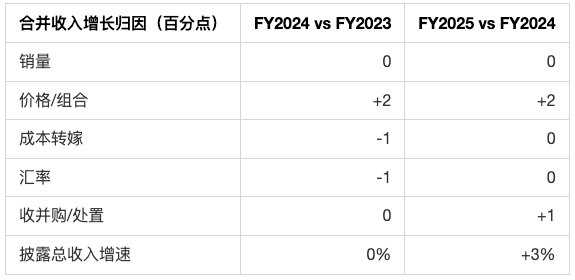 合并收入增长归因（百分点） FY2024 vs FY2023 FY2025 vs FY2024
销量 0 0
价格/组合 +2 +2
成本转嫁 -1 0
汇率 -1 0
收并购/处置 0 +1
披露总收入增速 0% +3%